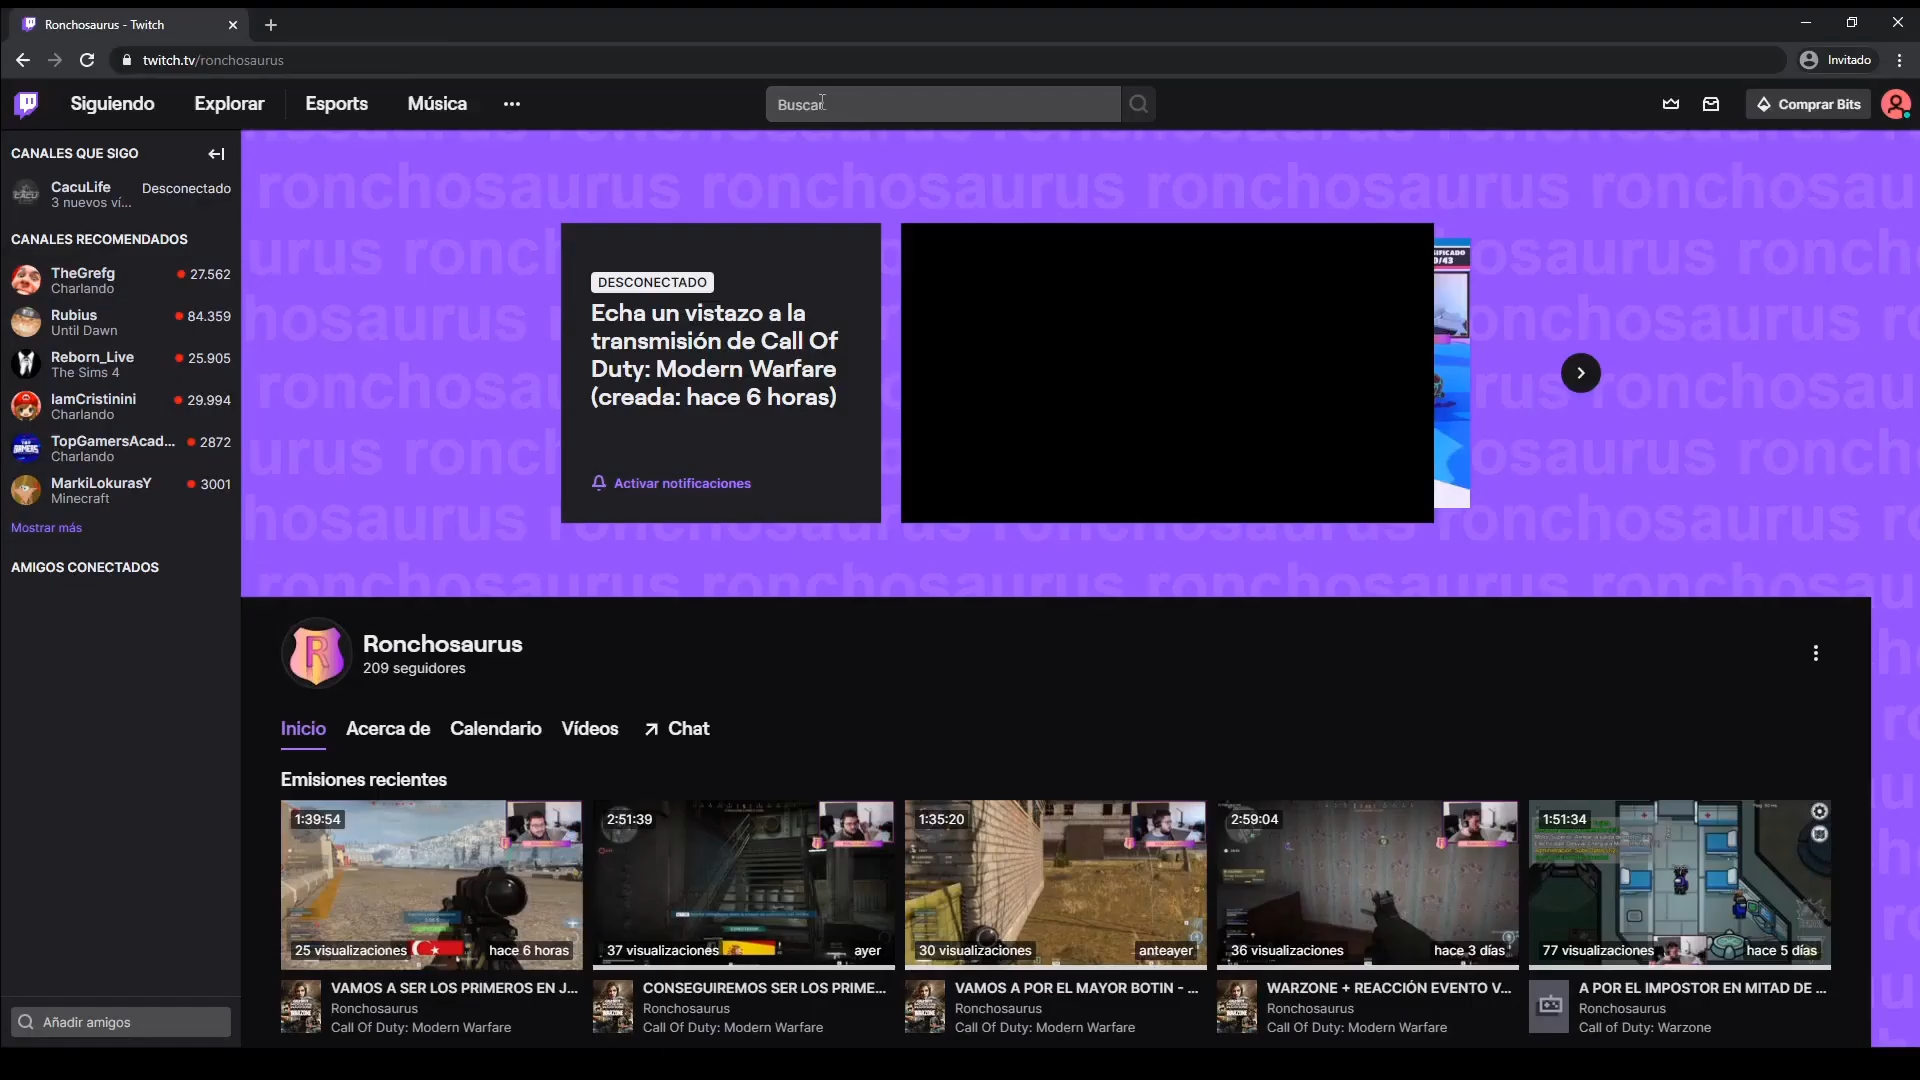 Ronchosaurus - Twitch
twitch.tv/ronchosaurus
Invitado
Siguiendo
Explorar
Esports
Música
Buscar
Comprar Bits
CANALES QUE SIGO
CacuLife
Desconectado
3 nuevos ví...
CANALES RECOMENDADOS
TheGrefg
27.562
Charlando
Rubius
84.359
Until Dawn
Reborn_Live
25.905
The Sims 4
IamCristinini
29.994
Charlando
TopGamersAcad...
2872
Charlando
MarkiLokurasY
3001
Minecraft
Mostrar más
AMIGOS CONECTADOS
Añadir amigos
ronchosaurus ronchosaurus ronchosaurus ronchosau
DESCONECTADO
Echa un vistazo a la
transmisión de Call Of
Duty: Modern Warfare
(creada: hace 6 horas)
Activar notificaciones
Ronchosaurus
209 seguidores
Inicio
Acerca de
Calendario
Vídeos
Chat
Emisiones recientes
1:39:54
25 visualizaciones
hace 6 horas
VAMOS A SER LOS PRIMEROS EN J...
Ronchosaurus
Call Of Duty: Modern Warfare
2:51:39
37 visualizaciones
ayer
CONSEGUIREMOS SER LOS PRIME...
Ronchosaurus
Call Of Duty: Modern Warfare
1:35:20
30 visualizaciones
anteayer
VAMOS A POR EL MAYOR BOTIN - ...
Ronchosaurus
Call Of Duty: Modern Warfare
2:59:04
36 visualizaciones
hace 3 días
WARZONE + REACCIÓN EVENTO V...
Ronchosaurus
Call Of Duty: Modern Warfare
1:51:34
77 visualizaciones
hace 5 días
A POR EL IMPOSTOR EN MITAD DE ...
Ronchosaurus
Call of Duty: Warzone